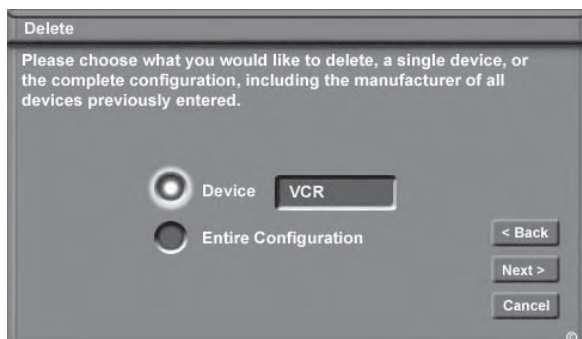 Delete
Please choose what you would like to delete, a single device, or
the complete configuration, including the manufacturer of all
devices previously entered.
Device VCR
Entire Configuration
< Back
Next >
Cancel
©